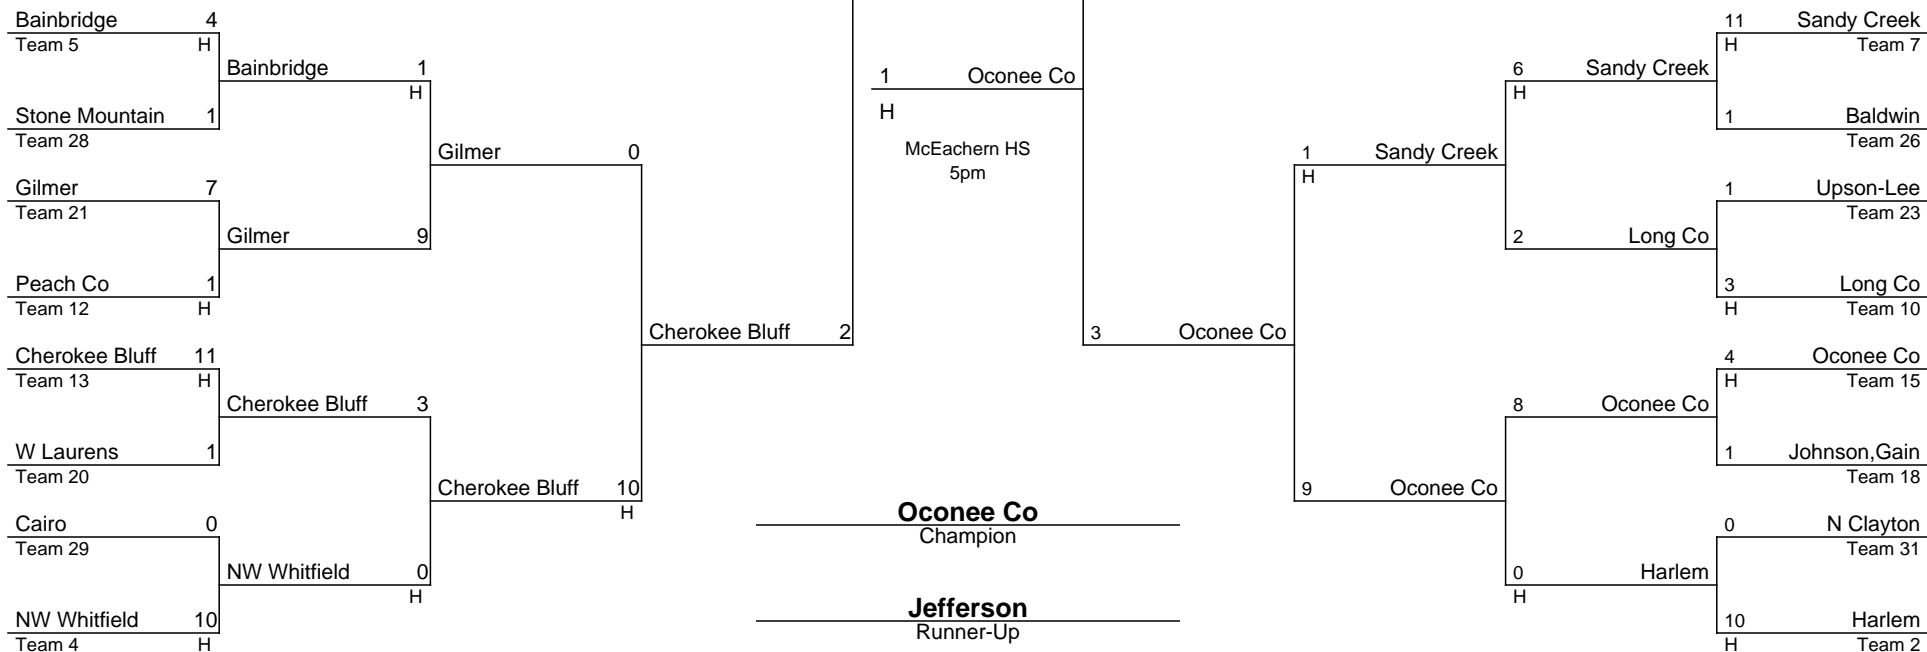 Bainbridge 4
Team 5 H
Bainbridge 1
H
Stone Mountain 1
Team 28
Gilmer 0
Gilmer 7
Team 21
Gilmer 9
Peach Co 1
Team 12 H
Cherokee Bluff 2
Cherokee Bluff 11
Team 13 H
Cherokee Bluff 3
W Laurens 1
Team 20
Cherokee Bluff 10
H
Cairo 0
Team 29
NW Whitfield 0
H
NW Whitfield 10
Team 4 H
1 Oconee Co
H
McEachern HS
5pm
Oconee Co
Champion
Jefferson
Runner-Up
11 Sandy Creek
H Team 7
6 Sandy Creek
H
1 Baldwin
Team 26
1 Sandy Creek
H
1 Upson-Lee
Team 23
2 Long Co
3 Long Co
H Team 10
3 Oconee Co
4 Oconee Co
H Team 15
8 Oconee Co
1 Johnson,Gain
Team 18
9 Oconee Co
0 N Clayton
Team 31
0 Harlem
H
10 Harlem
H Team 2